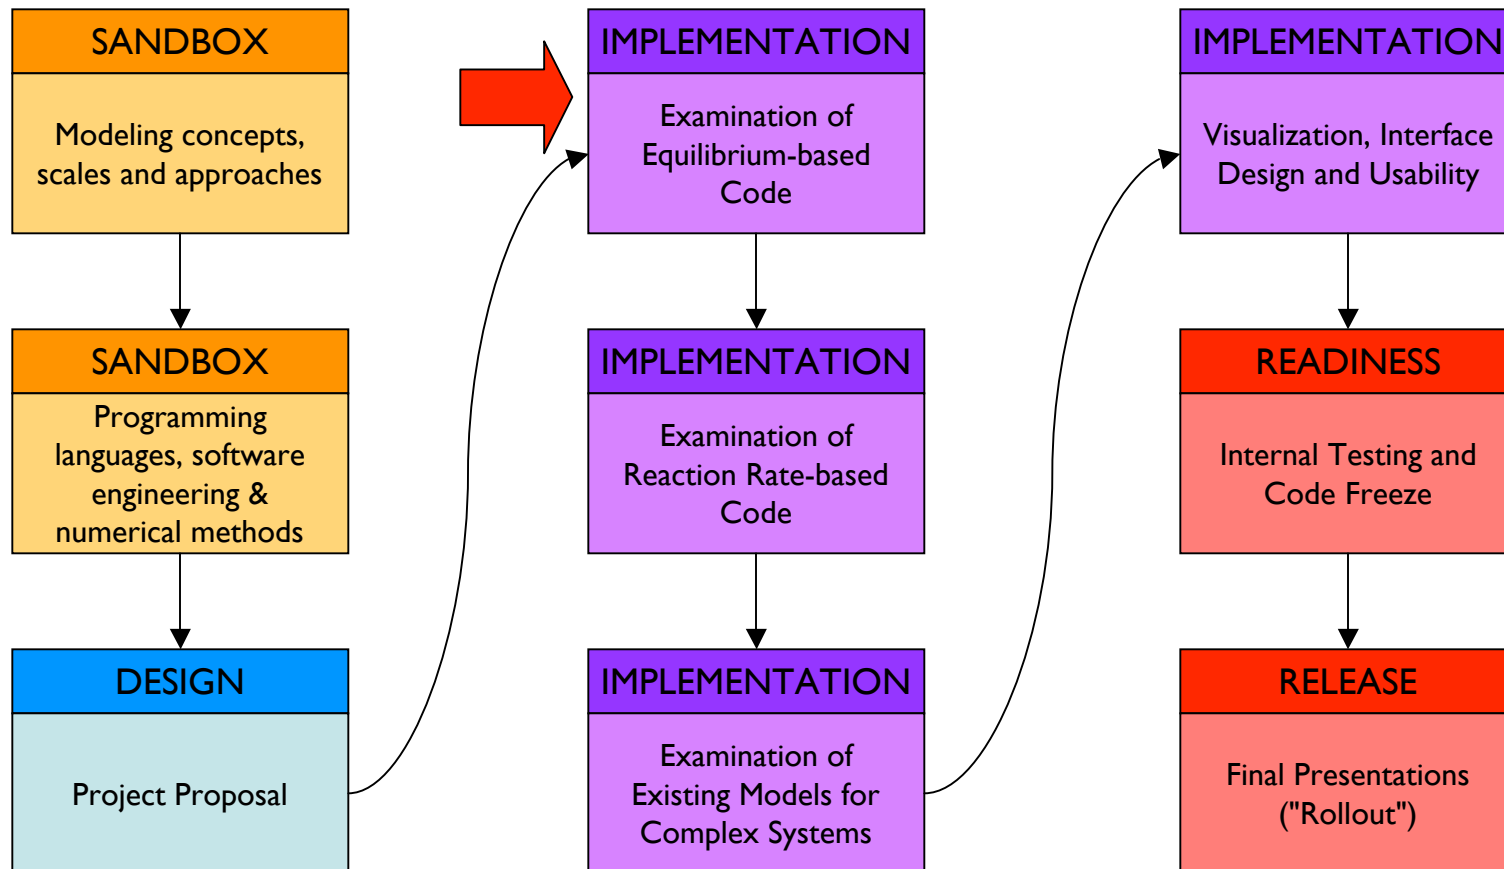 SANDBOX
Modeling concepts,
scales and approaches
SANDBOX
Programming
languages, software
engineering &
numerical methods
DESIGN
Project Proposal
IMPLEMENTATION
Examination of
Equilibrium-based
Code
IMPLEMENTATION
Examination of
Reaction Rate-based
Code
IMPLEMENTATION
Examination of
Existing Models for
Complex Systems
IMPLEMENTATION
Visualization, Interface
Design and Usability
READINESS
Internal Testing and
Code Freeze
RELEASE
Final Presentations
("Rollout")